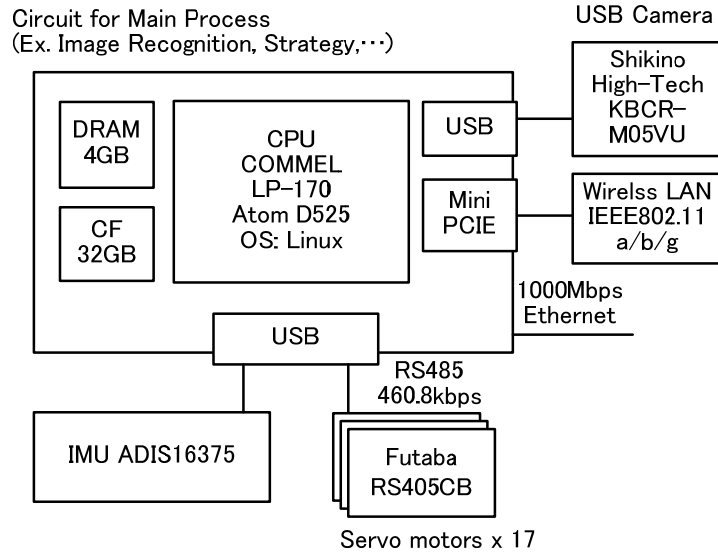 Circuit for Main Process
(Ex. Image Recognition, Strategy,···)
USB Camera
Shikino
High-Tech
KBCR-
M05VU
DRAM
4GB
CPU
COMMEL
LP-170
Atom D525
OS: Linux
USB
CF
32GB
Mini
PCIE
Wirelss LAN
IEEE802.11
a/b/g
1000Mbps
Ethernet
USB
RS485
460.8kbps
IMU ADIS16375
Futaba
RS405CB
Servo motors x 17